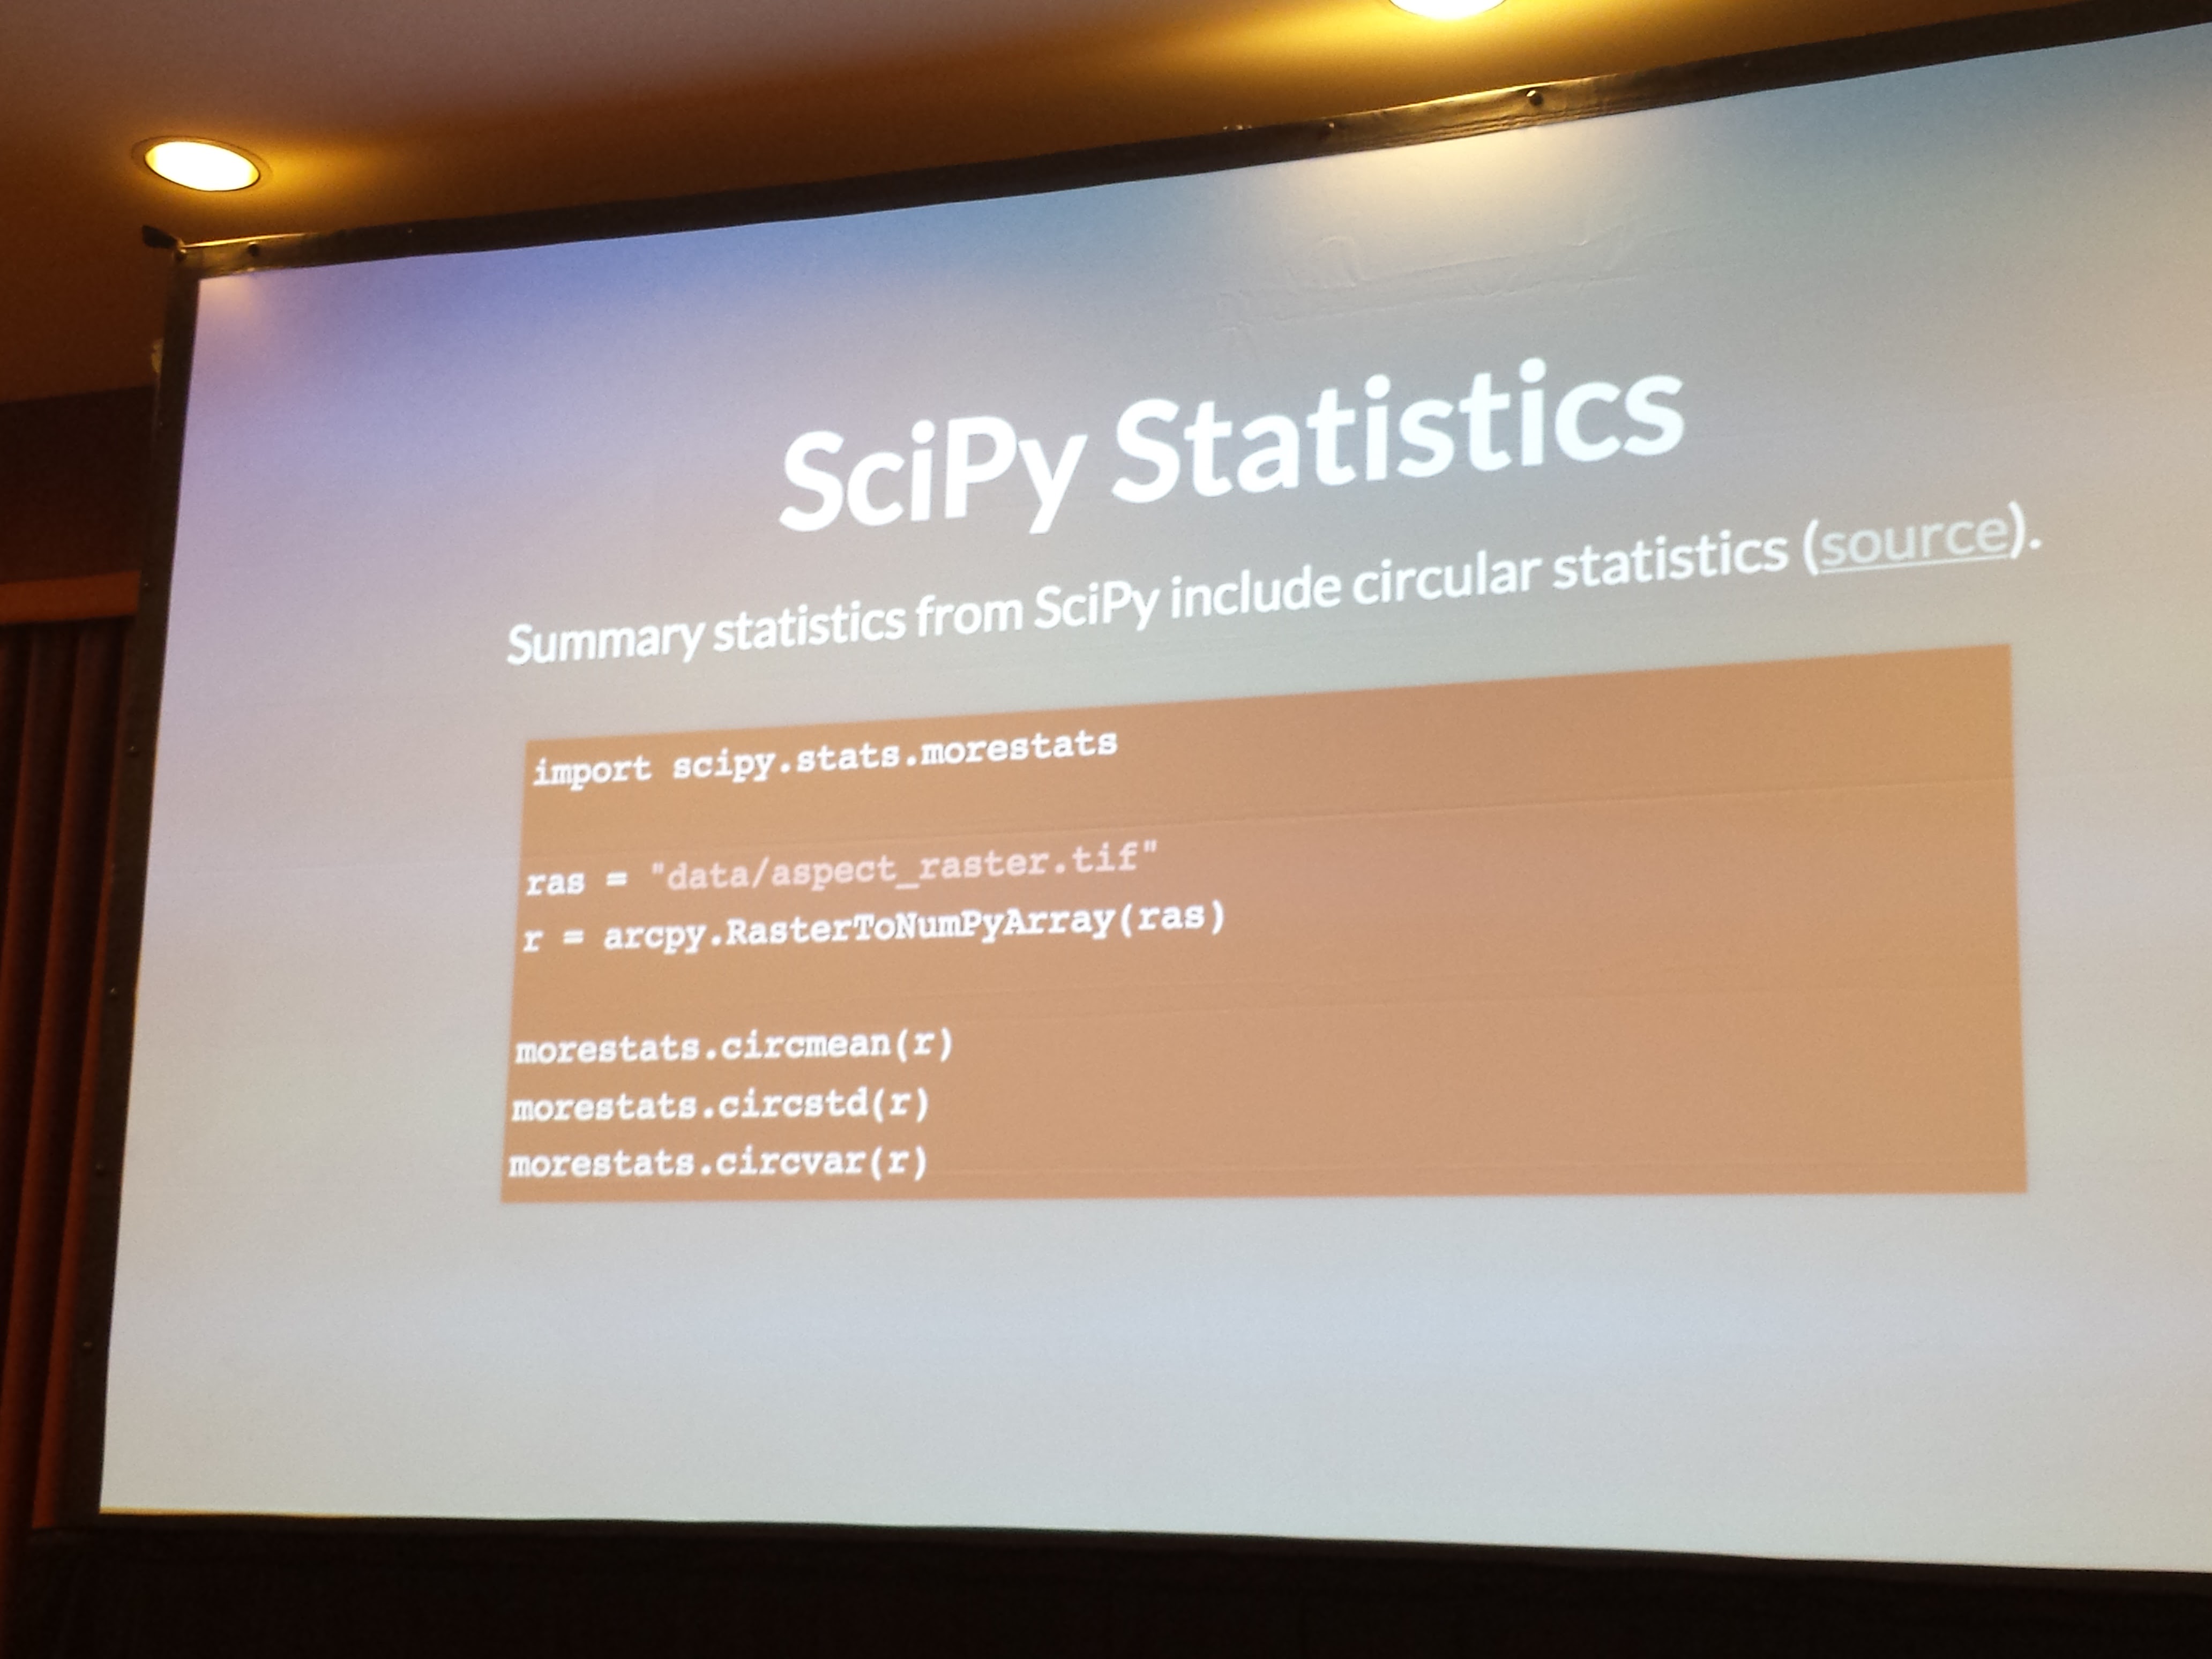 SciPy Statistics
Summary statistics from SciPy include circular statistics (source).
import scipy.stats.morestats
ras = "data/aspect_raster.tif"
r = arcpy.RasterToNumPyArray(ras)
morestats.circmean(r)
morestats.circstd(r)
morestats.circvar(r)